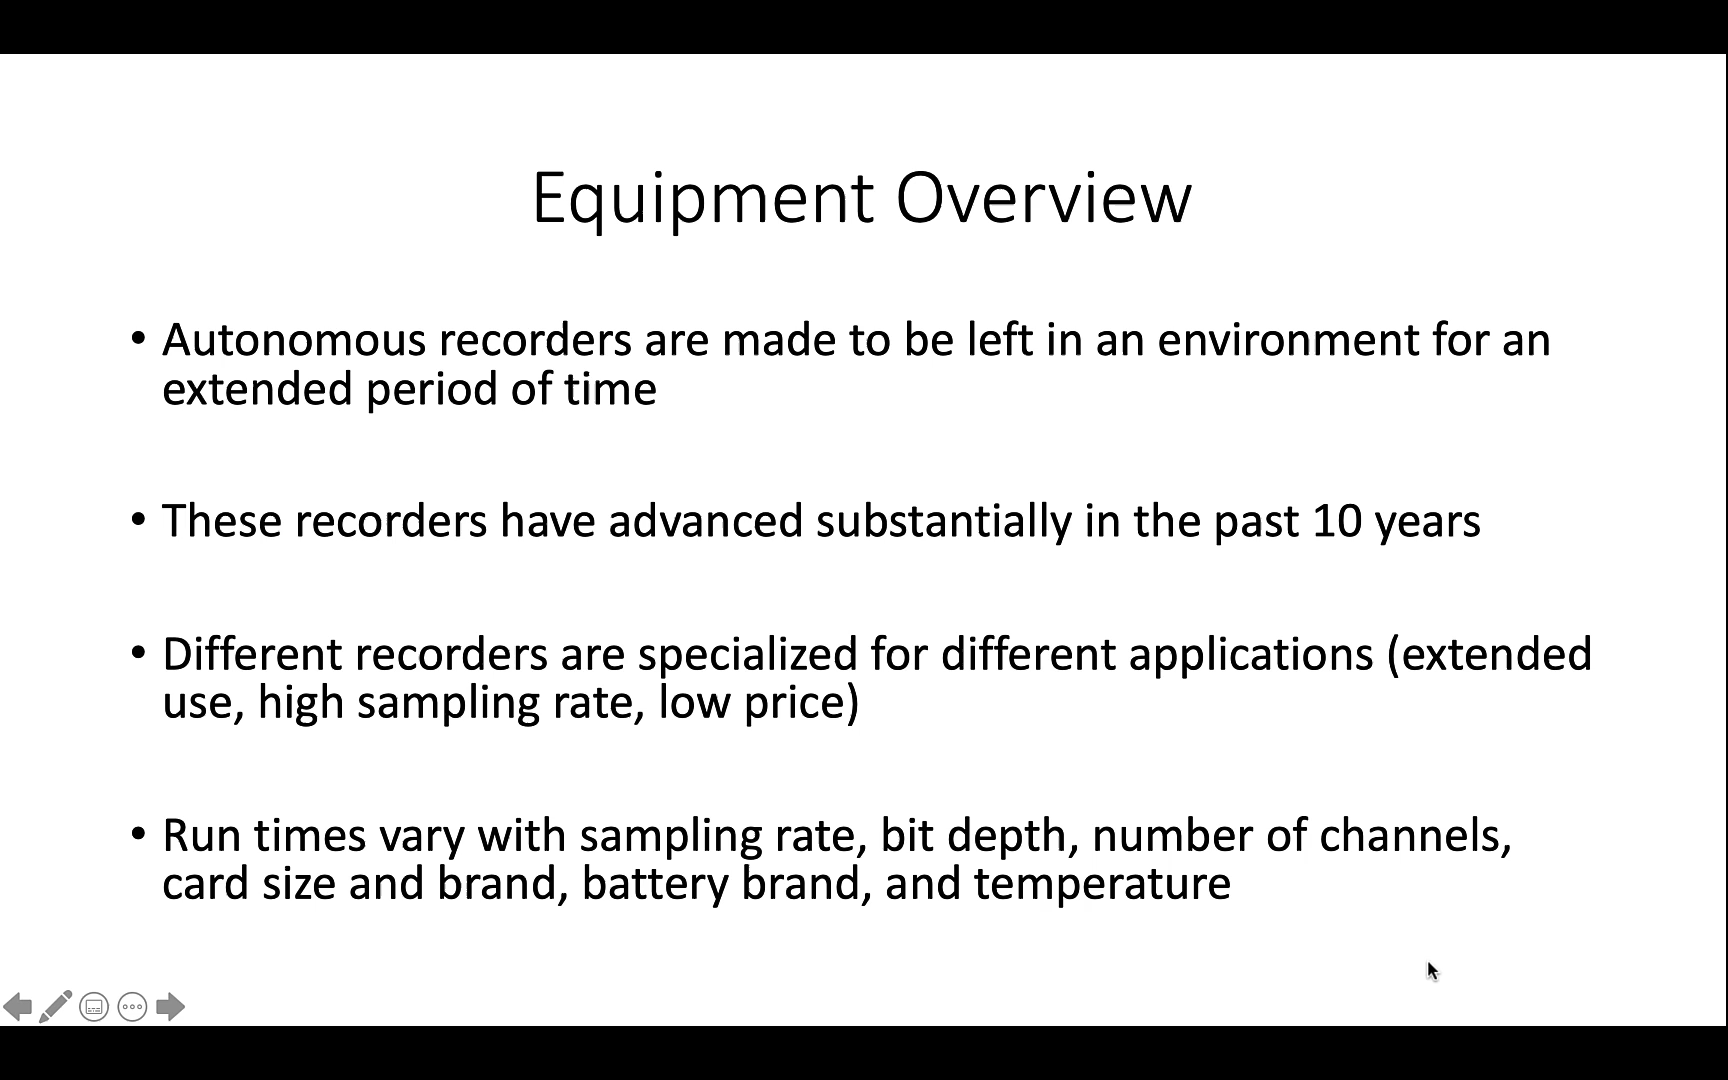 Equipment Overview
• Autonomous recorders are made to be left in an environment for an
extended period of time
• These recorders have advanced substantially in the past 10 years
• Different recorders are specialized for different applications (extended
use, high sampling rate, low price)
• Run times vary with sampling rate, bit depth, number of channels,
card size and brand, battery brand, and temperature